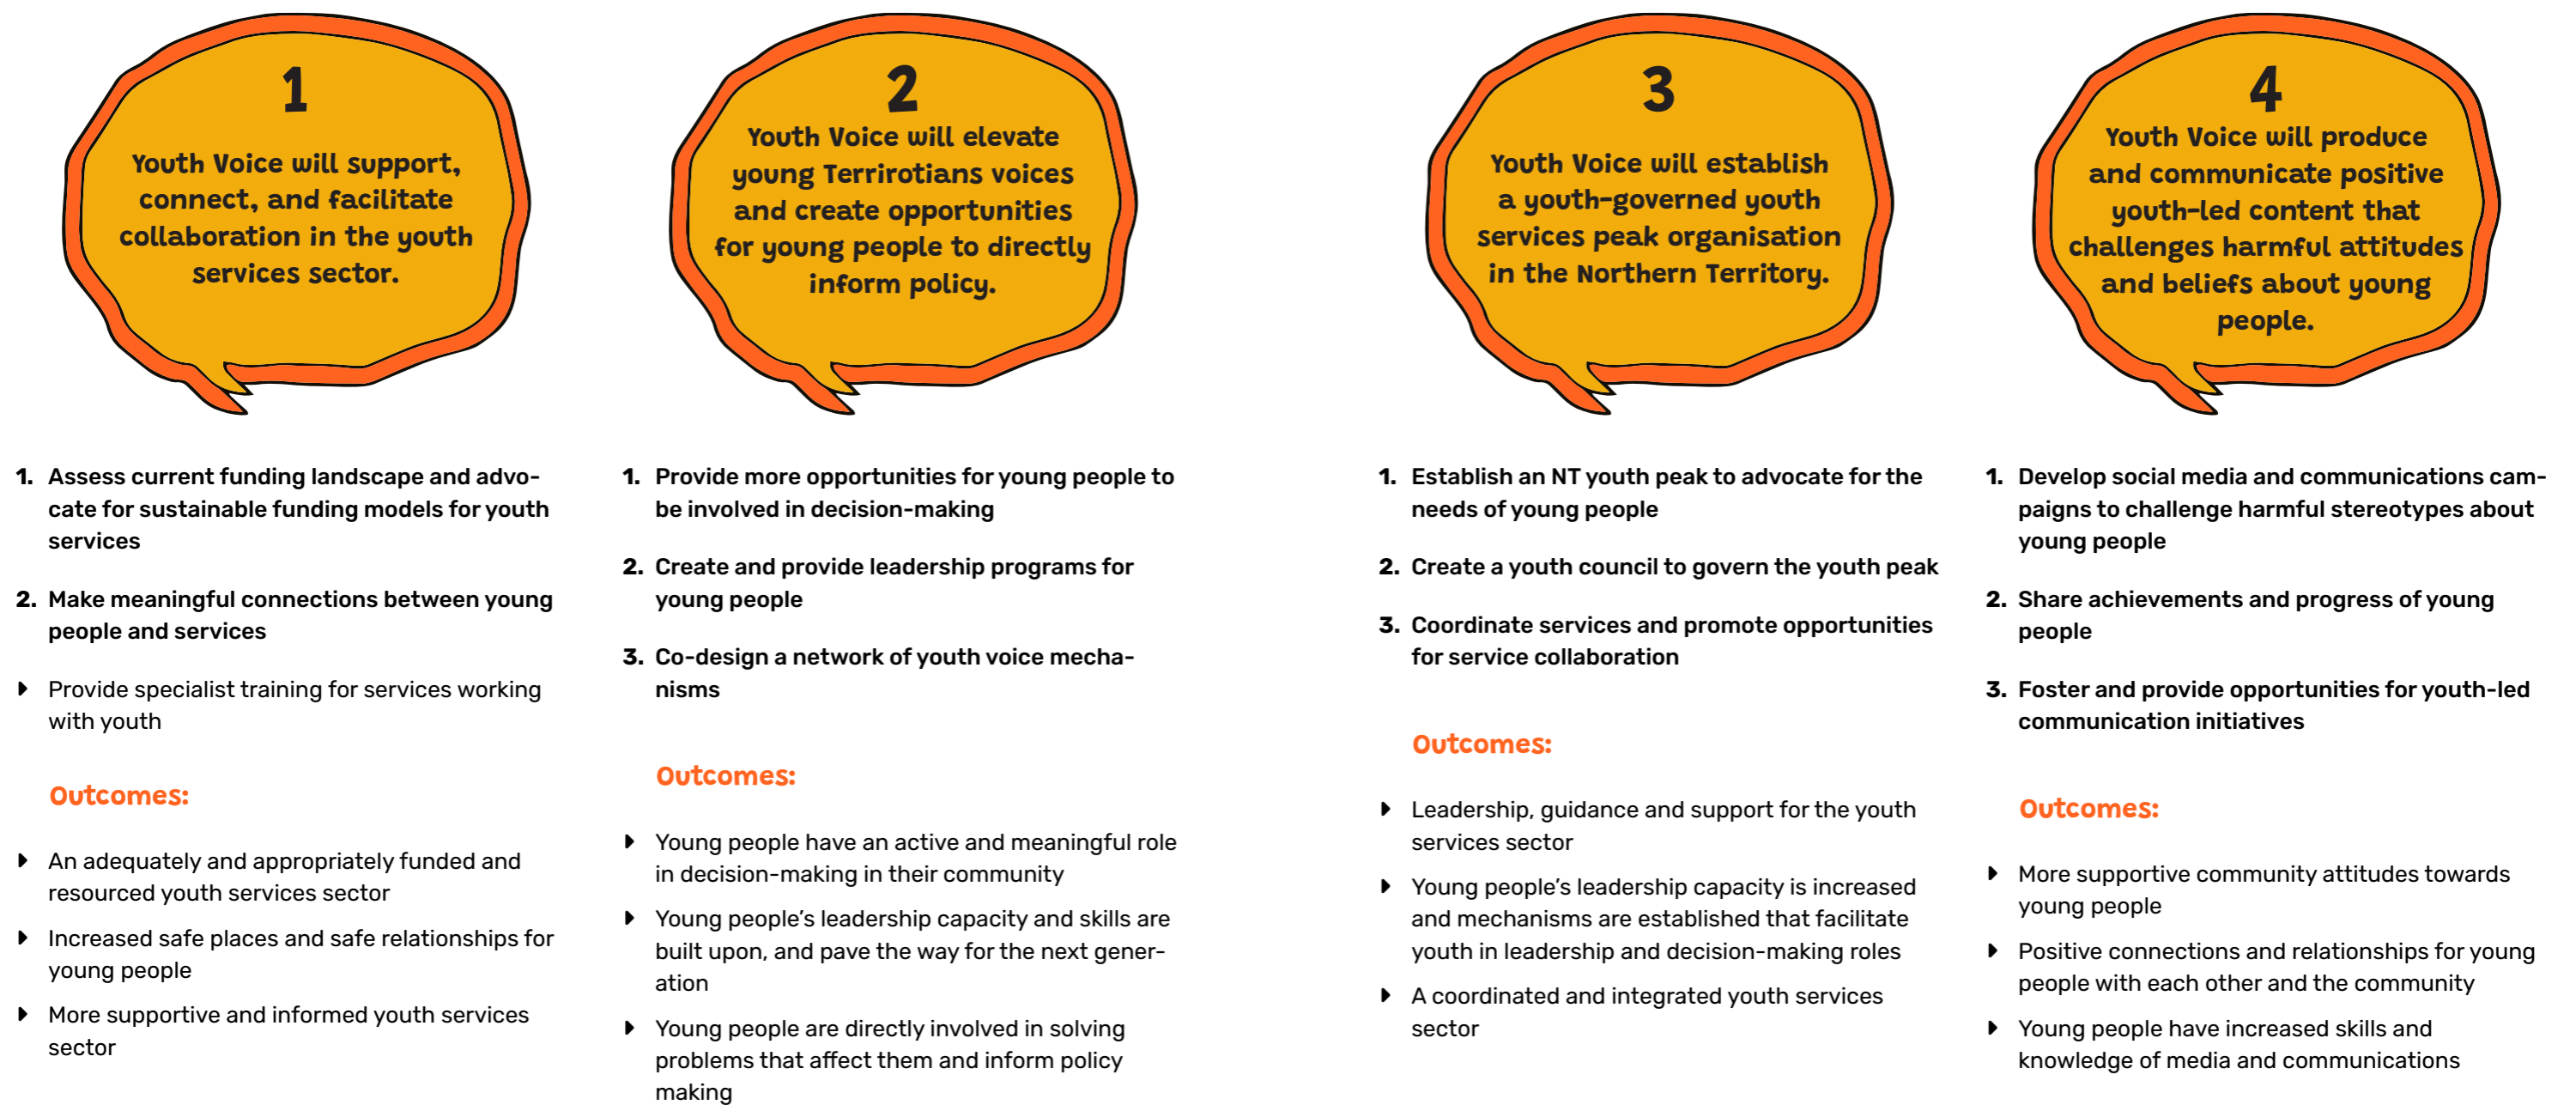 1
Youth Voice will support,
connect, and facilitate
collaboration in the youth
services sector.
1. Assess current funding landscape and advo-
cate for sustainable funding models for youth
services
2. Make meaningful connections between young
people and services
Provide specialist training for services working
with youth
Outcomes:
An adequately and appropriately funded and
resourced youth services sector
Increased safe places and safe relationships for
young people
More supportive and informed youth services
sector
2
Youth Voice will elevate
young Terrirotians voices
and create opportunities
for young people to directly
inform policy.
1. Provide more opportunities for young people to
be involved in decision-making
2. Create and provide leadership programs for
young people
3. Co-design a network of youth voice mecha-
nisms
Outcomes:
Young people have an active and meaningful role
in decision-making in their community
Young people’s leadership capacity and skills are
built upon, and pave the way for the next gener-
ation
Young people are directly involved in solving
problems that affect them and inform policy
making
3
Youth Voice will establish
a youth-governed youth
services peak organisation
in the Northern Territory.
1. Establish an NT youth peak to advocate for the
needs of young people
2. Create a youth council to govern the youth peak
3. Coordinate services and promote opportunities
for service collaboration
Outcomes:
Leadership, guidance and support for the youth
services sector
Young people’s leadership capacity is increased
and mechanisms are established that facilitate
youth in leadership and decision-making roles
A coordinated and integrated youth services
sector
4
Youth Voice will produce
and communicate positive
youth-led content that
challenges harmful attitudes
and beliefs about young
people.
1. Develop social media and communications cam-
paigns to challenge harmful stereotypes about
young people
2. Share achievements and progress of young
people
3. Foster and provide opportunities for youth-led
communication initiatives
Outcomes:
More supportive community attitudes towards
young people
Positive connections and relationships for young
people with each other and the community
Young people have increased skills and
knowledge of media and communications